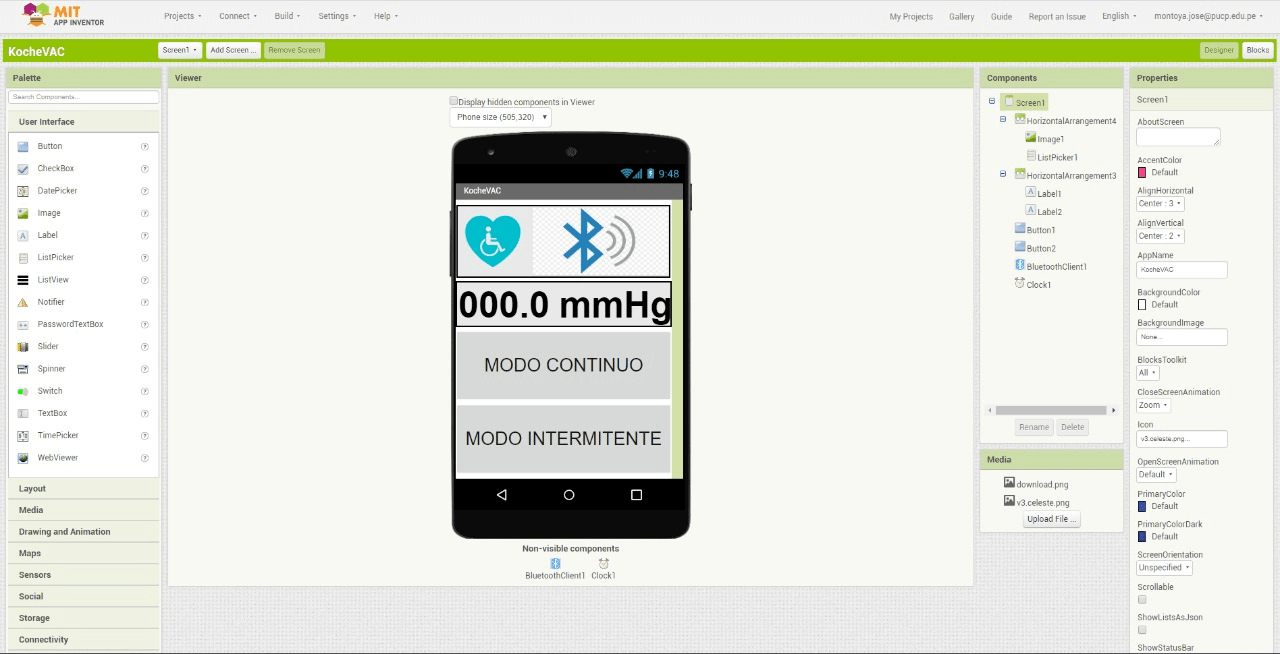 MIT
APP INVENTOR
Projects
Connect
Build
Settings
Help
My Projects
Gallery
Guide
Report an Issue
English
montoya.jose@pucp.edu.pe
KocheVAC
Screen1
Add Screen ...
Remove Screen
Designer
Blocks
Palette
Search Components...
User Interface
Button
CheckBox
DatePicker
Image
Label
ListPicker
ListView
Notifier
PasswordTextBox
Slider
Spinner
Switch
TextBox
TimePicker
WebViewer
Layout
Media
Drawing and Animation
Maps
Sensors
Social
Storage
Connectivity
Viewer
Display hidden components in Viewer
Phone size (505,320)
9:48
KocheVAC
000.0 mmHg
MODO CONTINUO
MODO INTERMITENTE
Non-visible components
BluetoothClient1
Clock1
Components
Screen1
HorizontalArrangement4
Image1
ListPicker1
HorizontalArrangement3
Label1
Label2
Button1
Button2
BluetoothClient1
Clock1
Rename
Delete
Media
download.png
v3.celeste.png
Upload File ...
Properties
Screen1
AboutScreen
AccentColor
Default
AlignHorizontal
Center : 3
AlignVertical
Center : 2
AppName
KocheVAC
BackgroundColor
Default
BackgroundImage
None...
BlocksToolkit
All
CloseScreenAnimation
Zoom
Icon
v3.celeste.png...
OpenScreenAnimation
Default
PrimaryColor
Default
PrimaryColorDark
Default
ScreenOrientation
Unspecified
Scrollable
ShowListsAsJson
ShowStatusBar